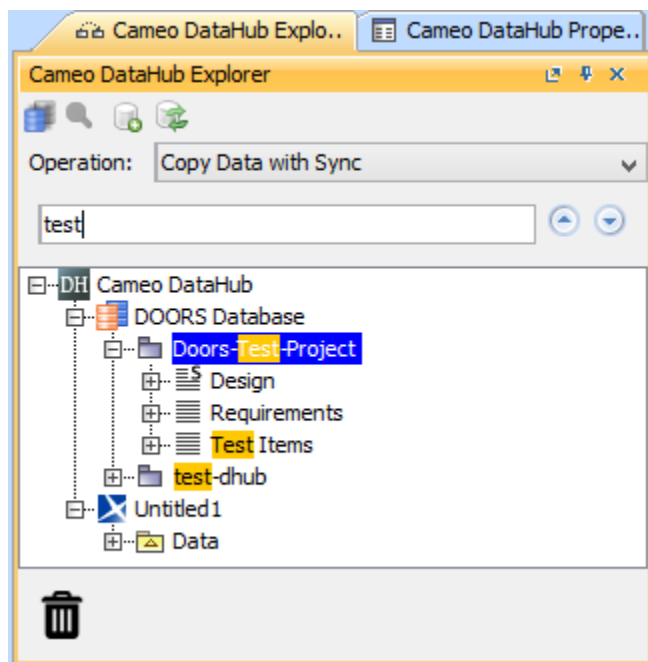 Cameo DataHub Explo.. Cameo DataHub Prope..
Cameo DataHub Explorer
Operation: Copy Data with Sync
test
DH Cameo DataHub
DOORS Database
Doors-Test-Project
S Design
Requirements
Test Items
test-dhub
Untitled1
Data